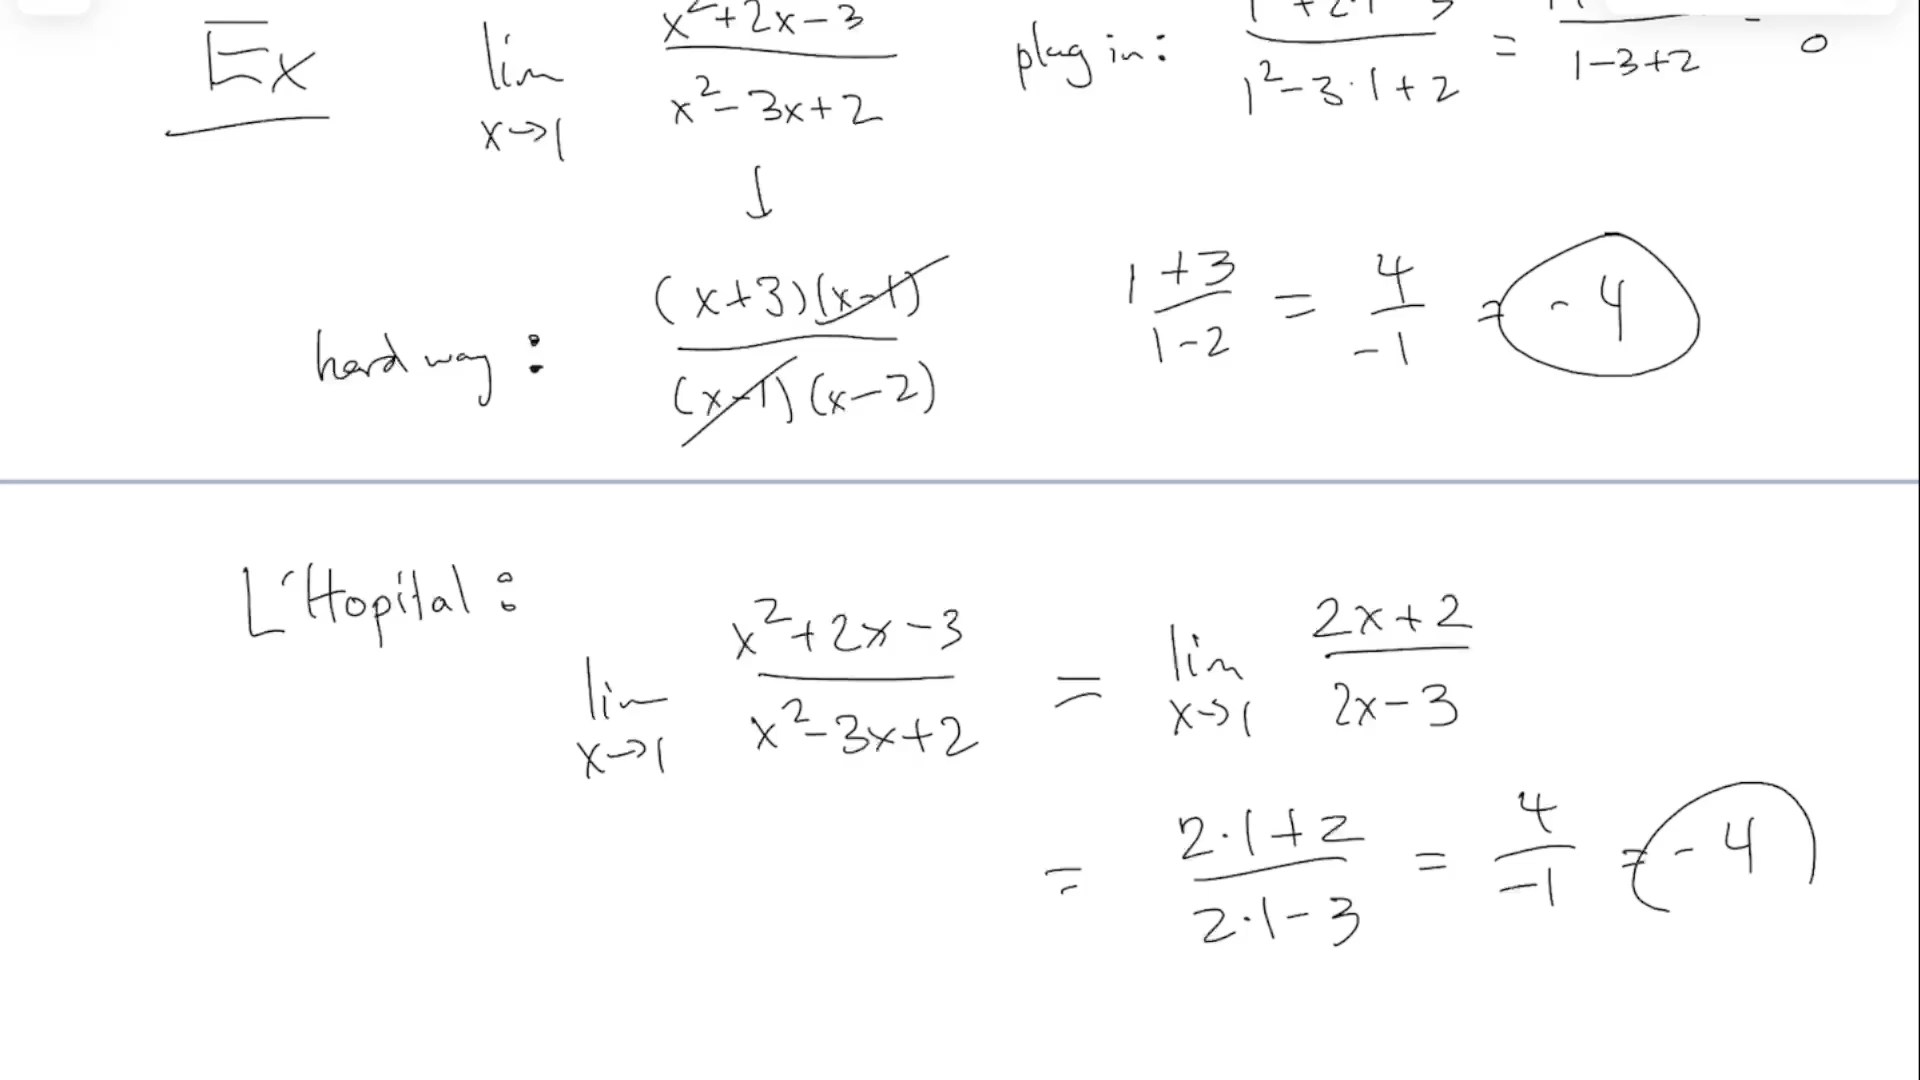 Ex lim x→1 x²+2x-3 / x²-3x+2 plug in: 1²-3·1+2 = 1-3+2 0
↓
hard way: (x+3)(x-1) / (x-1)(x-2) 1+3 / 1-2 = 4 / -1 = -4
L'Hopital:
lim x→1 x²+2x-3 / x²-3x+2 = lim x→1 2x+2 / 2x-3
= 2·1+2 / 2·1-3 = 4 / -1 = -4